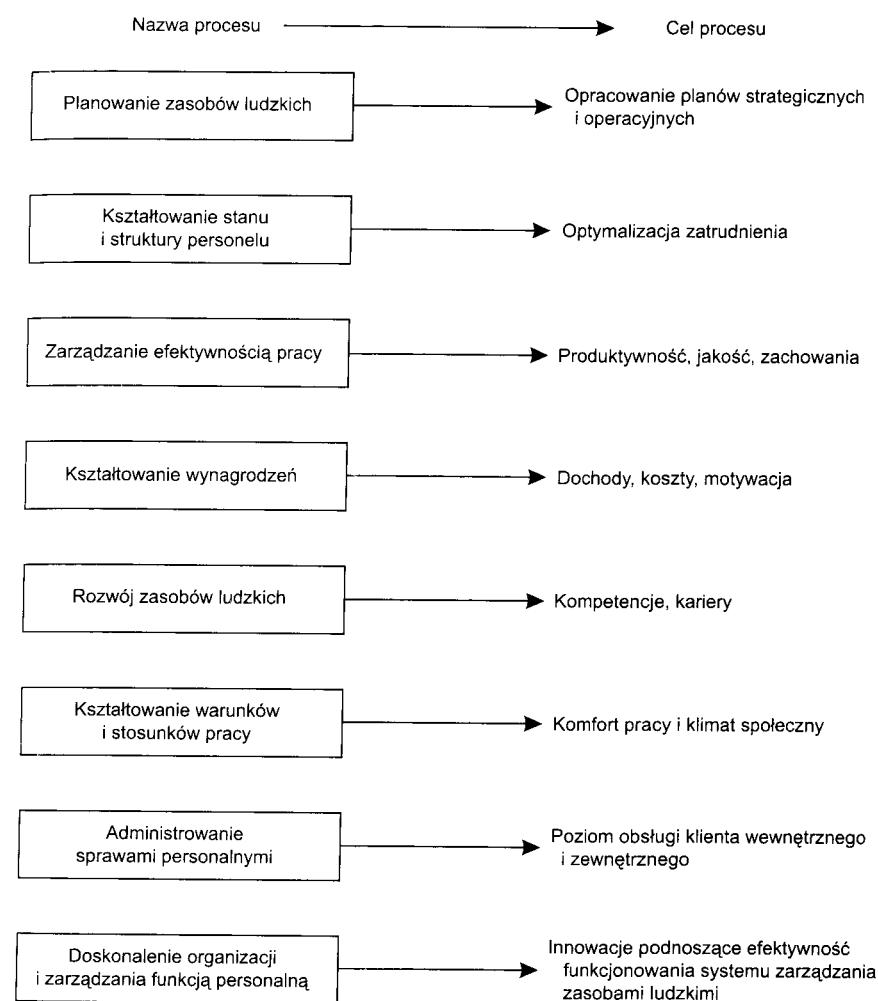 Nazwa procesu
Cel procesu
Planowanie zasobów ludzkich
Opracowanie planów strategicznych
i operacyjnych
Kształtowanie stanu
i struktury personelu
Optymalizacja zatrudnienia
Zarządzanie efektywnością pracy
Produktywność, jakość, zachowania
Kształtowanie wynagrodzeń
Dochody, koszty, motywacja
Rozwój zasobów ludzkich
Kompetencje, kariery
Kształtowanie warunków
i stosunków pracy
Komfort pracy i klimat społeczny
Administrowanie
sprawami personalnymi
Poziom obsługi klienta wewnętrznego
i zewnętrznego
Doskonalenie organizacji
i zarządzania funkcją personalną
Innowacje podnoszące efektywność
funkcjonowania systemu zarządzania
zasobami ludzkimi